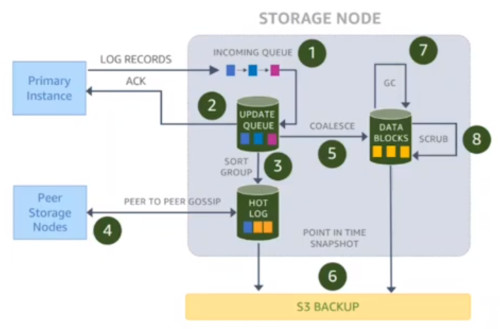 STORAGE NODE
LOG RECORDS
INCOMING QUEUE
1
7
Primary
Instance
ACK
2
GC
UPDATE
QUEUE
COALESCE
DATA
BLOCKS
SCRUB
8
5
SORT
GROUP
3
Peer
Storage
Nodes
PEER TO PEER GOSSIP
4
HOT
LOG
POINT IN TIME
SNAPSHOT
6
S3 BACKUP